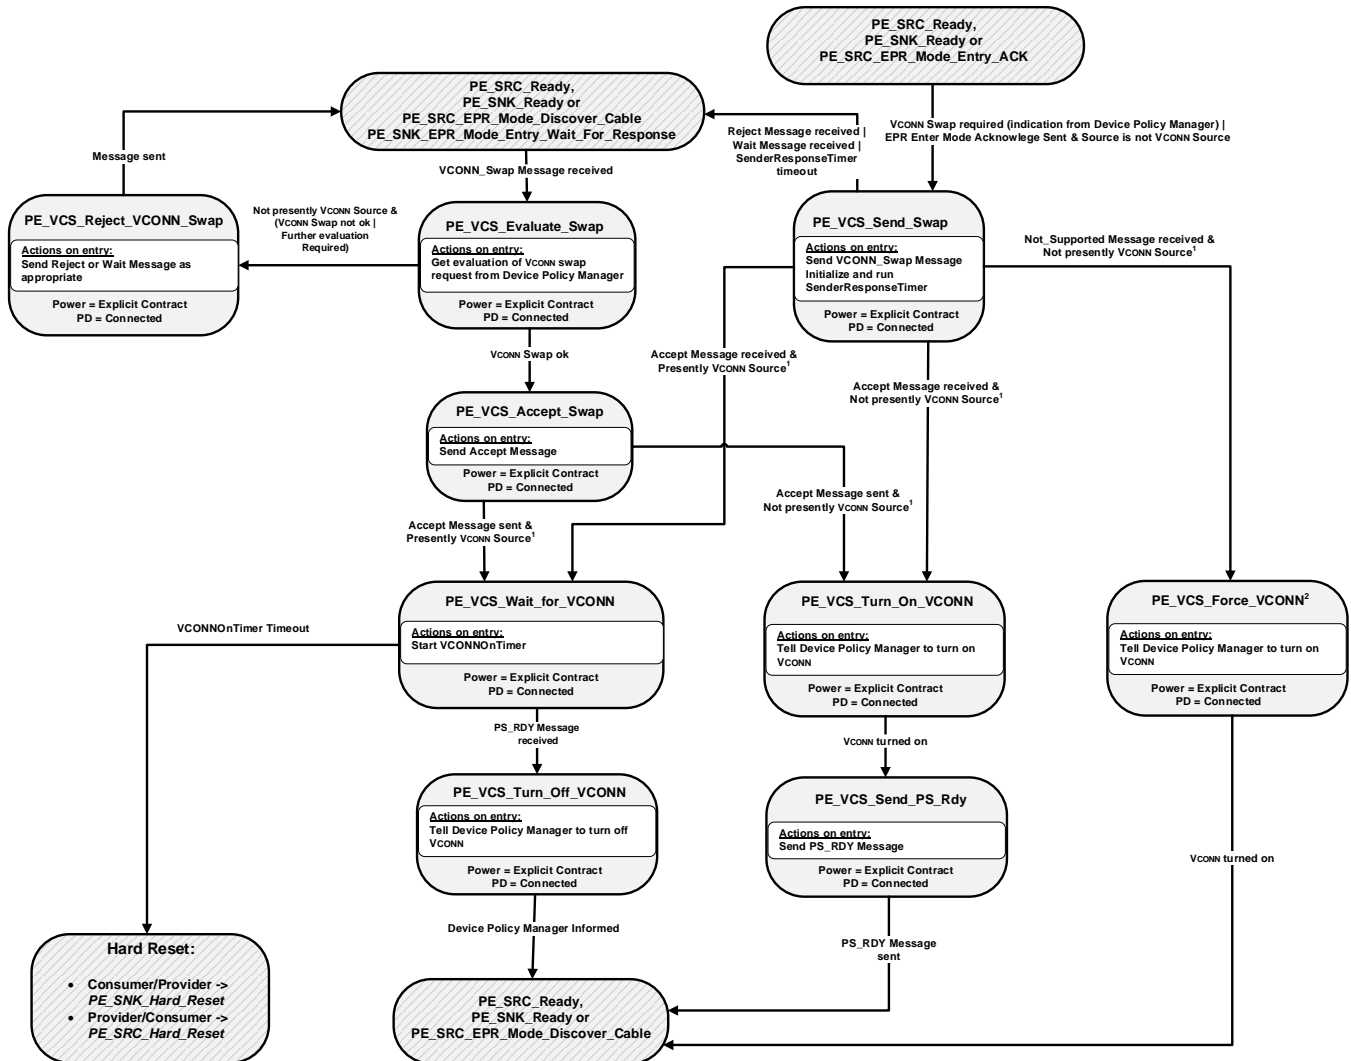 PE_SRC_Ready,
PE_SNK_Ready or
PE_SRC_EPR_Mode_Entry_ACK
PE_SRC_Ready,
PE_SNK_Ready or
PE_SRC_EPR_Mode_Discover_Cable
PE_SNK_EPR_Mode_Entry_Wait_For_Response
Message sent
VCONN_Swap Message received
Reject Message received |
Wait Message received |
SenderResponseTimer
timeout
VCONN Swap required (indication from Device Policy Manager) |
EPR Enter Mode Acknowlege Sent & Source is not VCONN Source
PE_VCS_Reject_VCONN_Swap
Actions on entry:
Send Reject or Wait Message as
appropriate
Power = Explicit Contract
PD = Connected
Not presently VCONN Source &
(VCONN Swap not ok |
Further evaluation
Required)
PE_VCS_Evaluate_Swap
Actions on entry:
Get evaluation of VCONN swap
request from Device Policy Manager
Power = Explicit Contract
PD = Connected
PE_VCS_Send_Swap
Actions on entry:
Send VCONN_Swap Message
Initialize and run
SenderResponseTimer
Power = Explicit Contract
PD = Connected
Not_Supported Message received &
Not presently VCONN Source¹
VCONN Swap ok
Accept Message received &
Presently VCONN Source¹
Accept Message received &
Not presently VCONN Source¹
PE_VCS_Accept_Swap
Actions on entry:
Send Accept Message
Power = Explicit Contract
PD = Connected
Accept Message sent &
Presently VCONN Source¹
Accept Message sent &
Not presently VCONN Source¹
PE_VCS_Wait_for_VCONN
Actions on entry:
Start VCONNOnTimer
Power = Explicit Contract
PD = Connected
PE_VCS_Turn_On_VCONN
Actions on entry:
Tell Device Policy Manager to turn on
VCONN
Power = Explicit Contract
PD = Connected
PE_VCS_Force_VCONN²
Actions on entry:
Tell Device Policy Manager to turn on
VCONN
Power = Explicit Contract
PD = Connected
VCONNOnTimer Timeout
PS_RDY Message
received
VCONN turned on
PE_VCS_Turn_Off_VCONN
Actions on entry:
Tell Device Policy Manager to turn off
VCONN
Power = Explicit Contract
PD = Connected
PE_VCS_Send_PS_Rdy
Actions on entry:
Send PS_RDY Message
Power = Explicit Contract
PD = Connected
VCONN turned on
Device Policy Manager Informed
PS_RDY Message
sent
Hard Reset:
• Consumer/Provider ->
PE_SNK_Hard_Reset
• Provider/Consumer ->
PE_SRC_Hard_Reset
PE_SRC_Ready,
PE_SNK_Ready or
PE_SRC_EPR_Mode_Discover_Cable